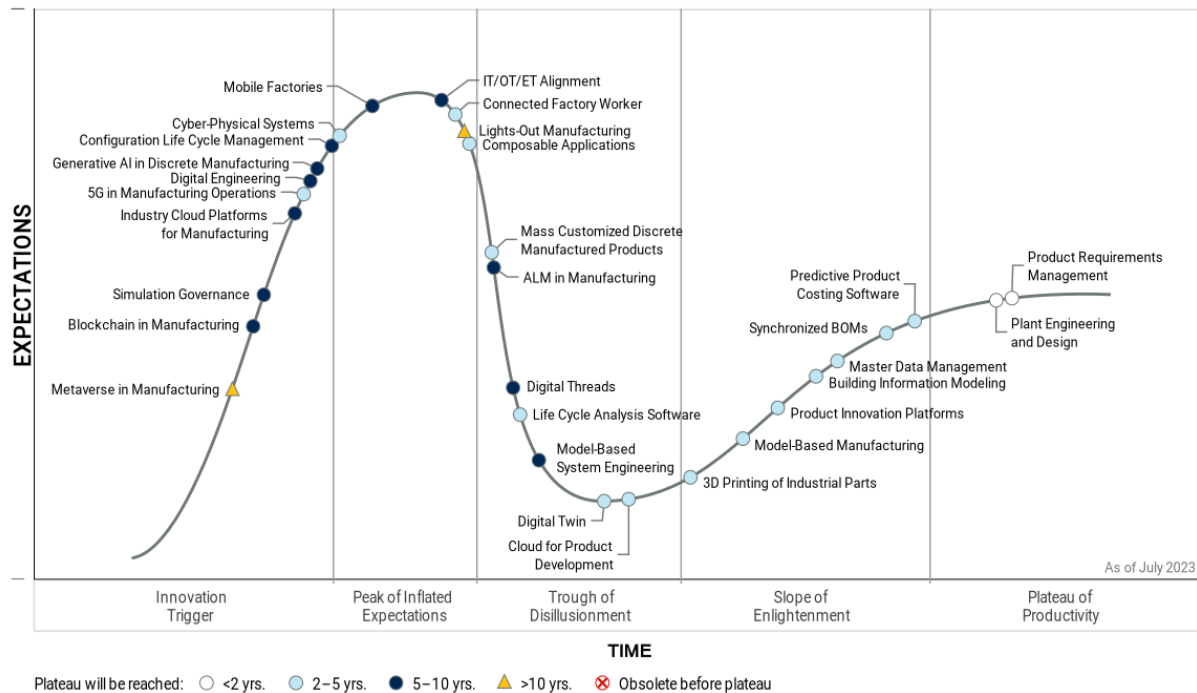 EXPECTATIONS
Mobile Factories
IT/OT/ET Alignment
Connected Factory Worker
Cyber-Physical Systems
Configuration Life Cycle Management
Lights-Out Manufacturing
Composable Applications
Generative AI in Discrete Manufacturing
Digital Engineering
5G in Manufacturing Operations
Industry Cloud Platforms
for Manufacturing
Mass Customized Discrete
Manufactured Products
ALM in Manufacturing
Simulation Governance
Blockchain in Manufacturing
Metaverse in Manufacturing
Digital Threads
Life Cycle Analysis Software
Model-Based
System Engineering
Digital Twin
Cloud for Product
Development
3D Printing of Industrial Parts
Model-Based Manufacturing
Product Innovation Platforms
Building Information Modeling
Master Data Management
Synchronized BOMs
Predictive Product
Costing Software
Product Requirements
Management
Plant Engineering
and Design
As of July 2023
Innovation
Trigger
Peak of Inflated
Expectations
Trough of
Disillusionment
Slope of
Enlightenment
Plateau of
Productivity
TIME
Plateau will be reached: <2 yrs. 2–5 yrs. 5–10 yrs. >10 yrs. Obsolete before plateau